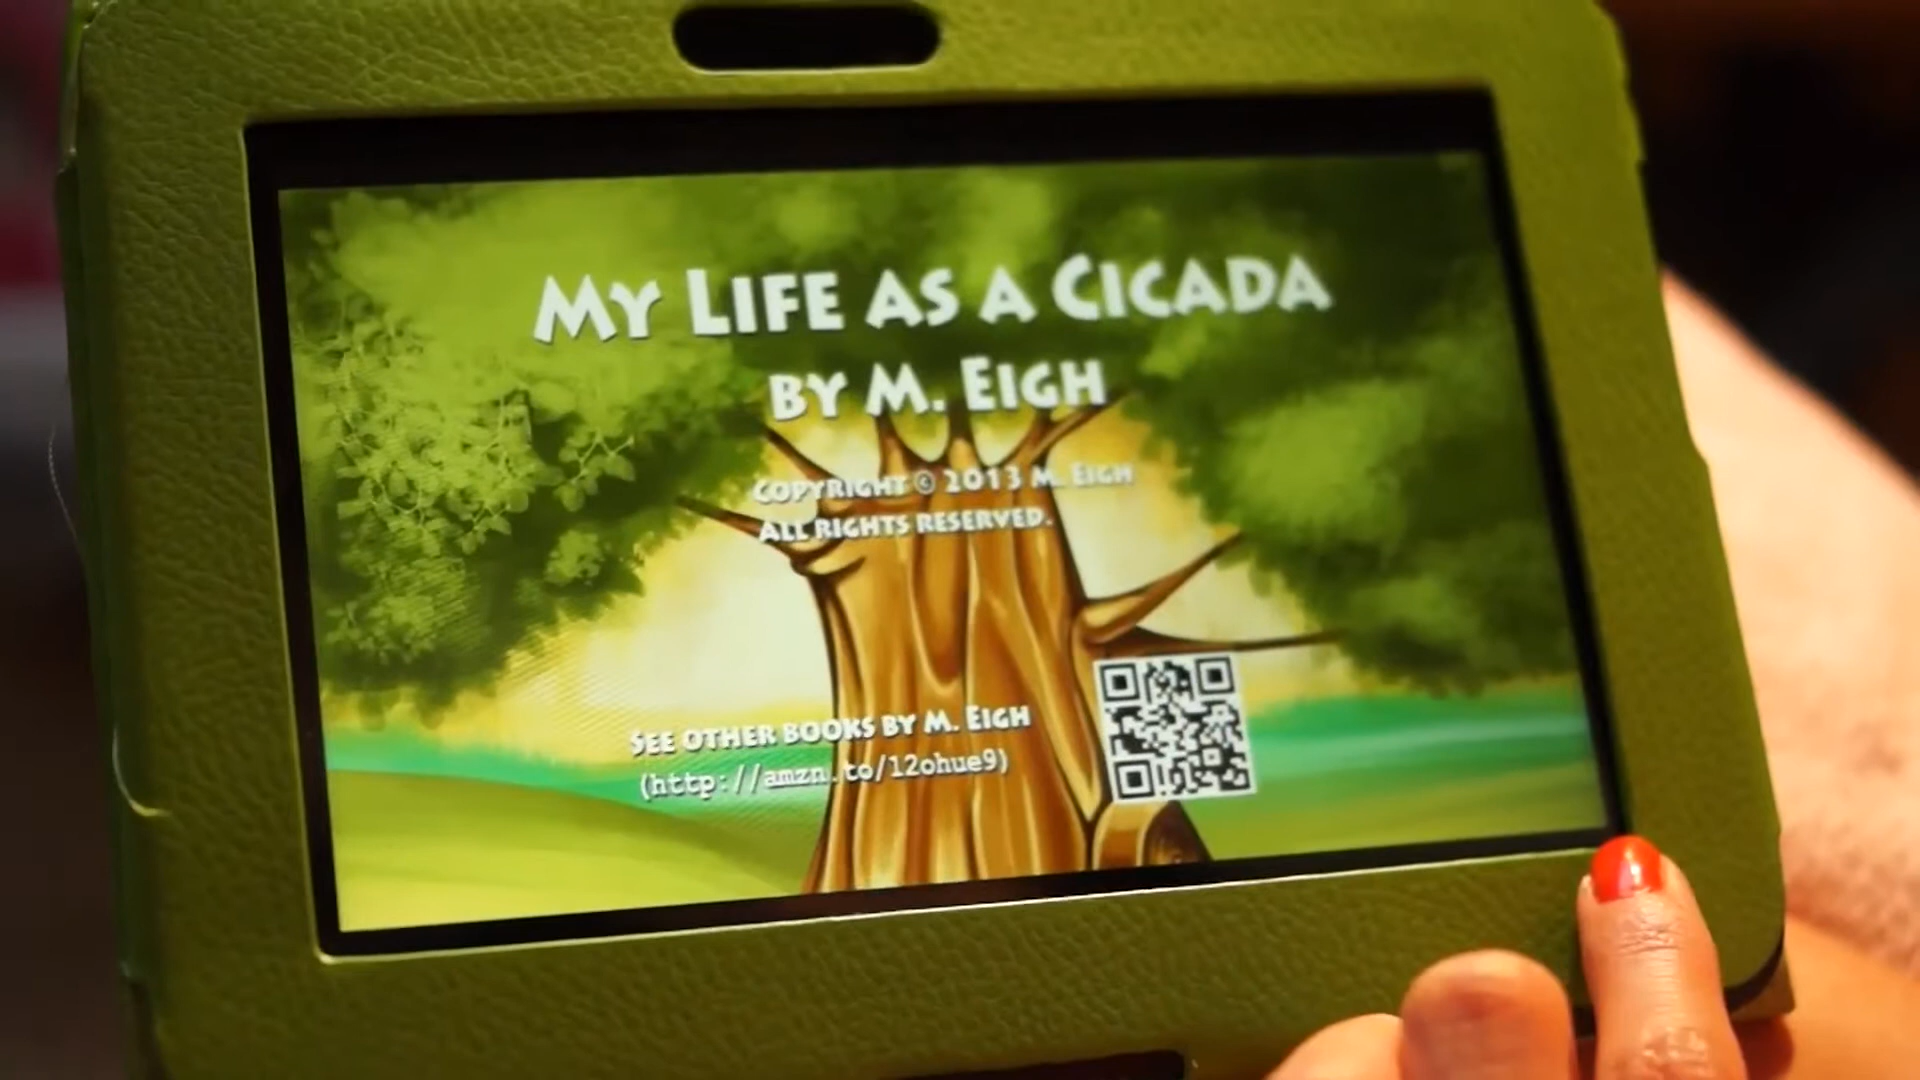 My Life as a Cicada
by M. Eigh
Copyright © 2013 M. Eigh
All rights reserved.
See other books by M. Eigh
(http://amzn.to/12ohue9)